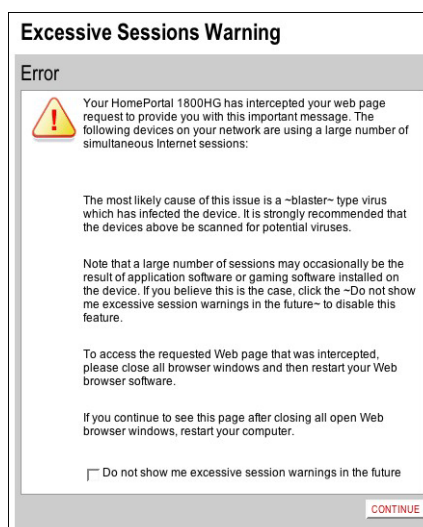 Excessive Sessions Warning
Error
Your HomePortal 1800HG has intercepted your web page
request to provide you with this important message. The
following devices on your network are using a large number of
simultaneous Internet sessions:
The most likely cause of this issue is a ~blaster~ type virus
which has infected the device. It is strongly recommended that
the devices above be scanned for potential viruses.
Note that a large number of sessions may occasionally be the
result of application software or gaming software installed on
the device. If you believe this is the case, click the ~Do not show
me excessive session warnings in the future~ to disable this
feature.
To access the requested Web page that was intercepted,
please close all browser windows and then restart your Web
browser software.
If you continue to see this page after closing all open Web
browser windows, restart your computer.
Do not show me excessive session warnings in the future
CONTINUE